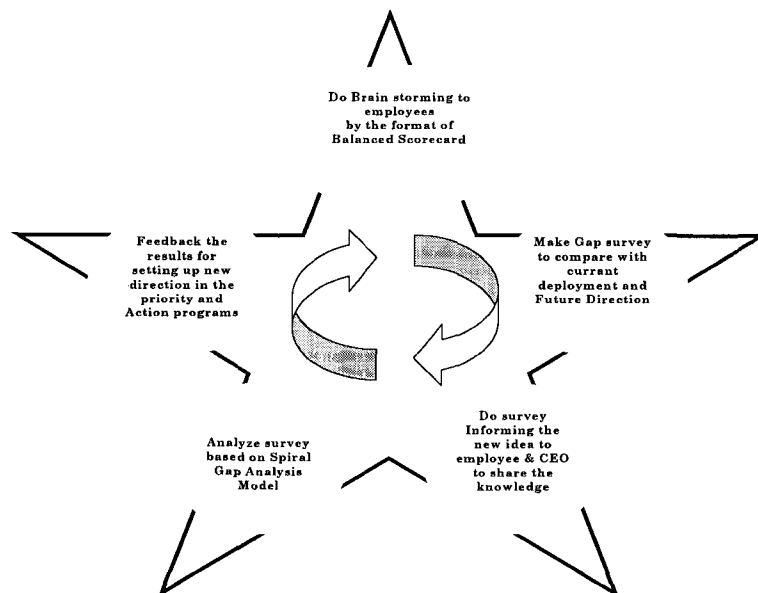 Do Brain storming to
employees
by the format of
Balanced Scorecard
Feedback the
results for
setting up new
direction in the
priority and
Action programs
Make Gap survey
to compare with
currant
deployment and
Future Direction
Analyze survey
based on Spiral
Gap Analysis
Model
Do survey
Informing the
new idea to
employee & CEO
to share the
knowledge